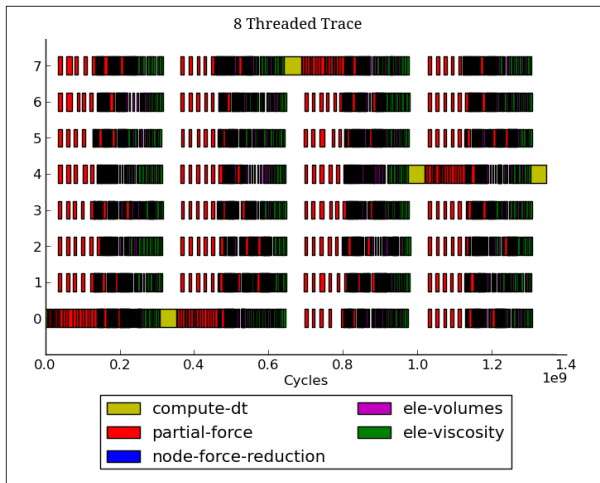 8 Threaded Trace
7
6
5
4
3
2
1
0
0.0 0.2 0.4 0.6 0.8 1.0 1.2 1.4
Cycles 1e9
compute-dt ele-volumes
partial-force ele-viscosity
node-force-reduction